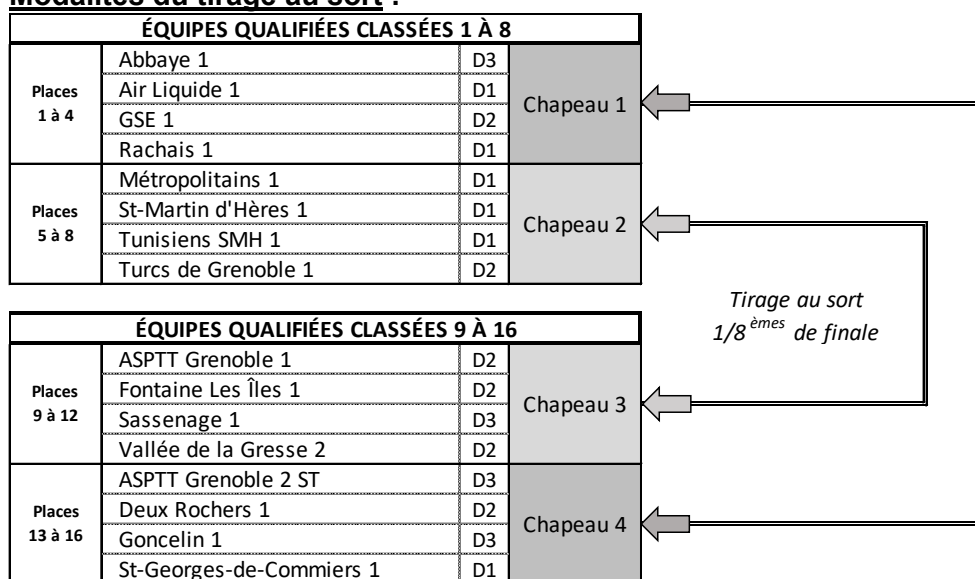 Modalités du tirage au sort :
ÉQUIPES QUALIFIÉES CLASSÉES 1 À 8
Places 1 à 4
Abbaye 1 D3
Air Liquide 1 D1
GSE 1 D2
Rachais 1 D1
Chapeau 1
Places 5 à 8
Métropolitains 1 D1
St-Martin d'Hères 1 D1
Tunisiens SMH 1 D1
Turcs de Grenoble 1 D2
Chapeau 2
Tirage au sort
1/8 èmes de finale
ÉQUIPES QUALIFIÉES CLASSÉES 9 À 16
Places 9 à 12
ASPTT Grenoble 1 D2
Fontaine Les Îles 1 D2
Sassenage 1 D3
Vallée de la Gresse 2 D2
Chapeau 3
Places 13 à 16
ASPTT Grenoble 2 ST D3
Deux Rochers 1 D2
Goncelin 1 D3
St-Georges-de-Commiers 1 D1
Chapeau 4